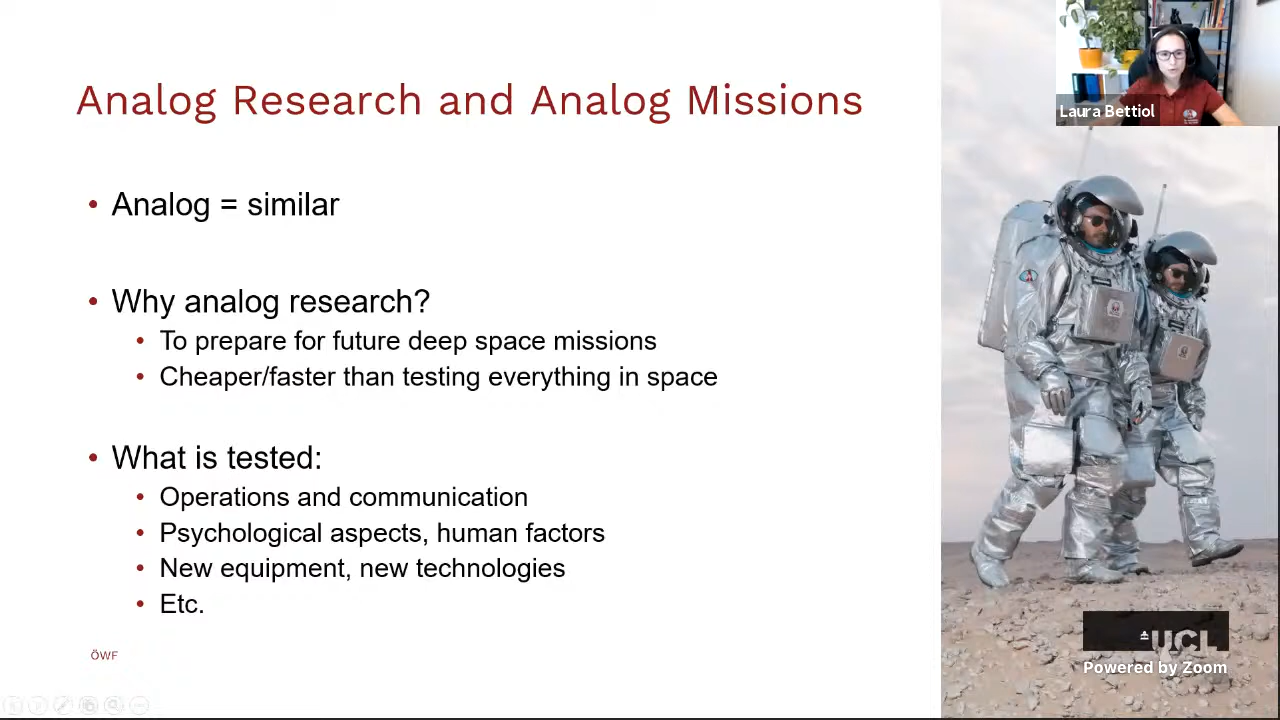 Analog Research and Analog Missions
Laura Bettiol
• Analog = similar
• Why analog research?
• To prepare for future deep space missions
• Cheaper/faster than testing everything in space
• What is tested:
• Operations and communication
• Psychological aspects, human factors
• New equipment, new technologies
• Etc.
ÖWF
UCL
Powered by Zoom